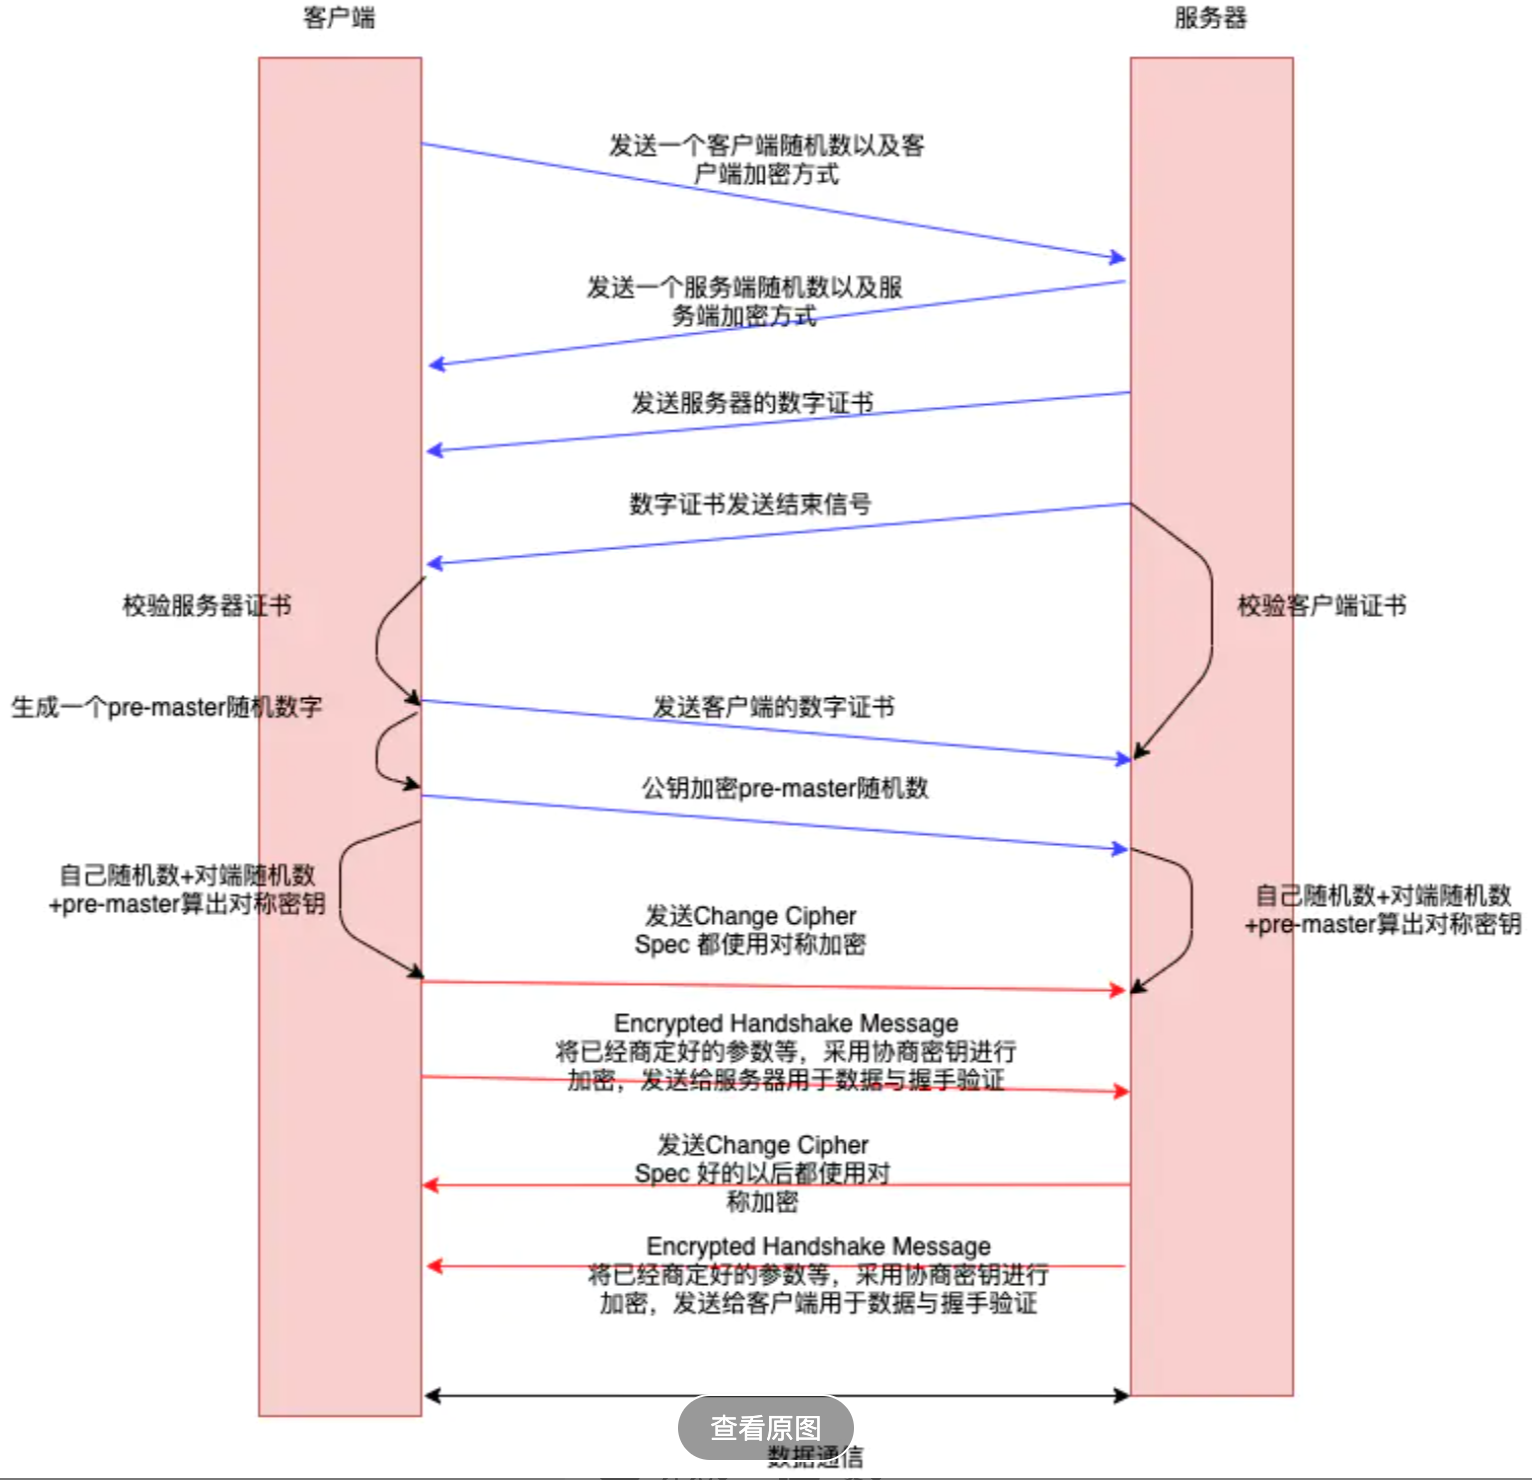 客户端
服务器
发送一个客户端随机数以及客
户端加密方式
发送一个服务端随机数以及服
务端加密方式
发送服务器的数字证书
数字证书发送结束信号
校验服务器证书
校验客户端证书
生成一个pre-master随机数字
发送客户端的数字证书
公钥加密pre-master随机数
自己随机数+对端随机数
+pre-master算出对称密钥
自己随机数+对端随机数
+pre-master算出对称密钥
发送Change Cipher
Spec 都使用对称加密
Encrypted Handshake Message
将已经商定好的参数等，采用协商密钥进行
加密，发送给服务器用于数据与握手验证
发送Change Cipher
Spec 好的以后都使用对
称加密
Encrypted Handshake Message
将已经商定好的参数等，采用协商密钥进行
加密，发送给客户端用于数据与握手验证
查看原图
数据通信